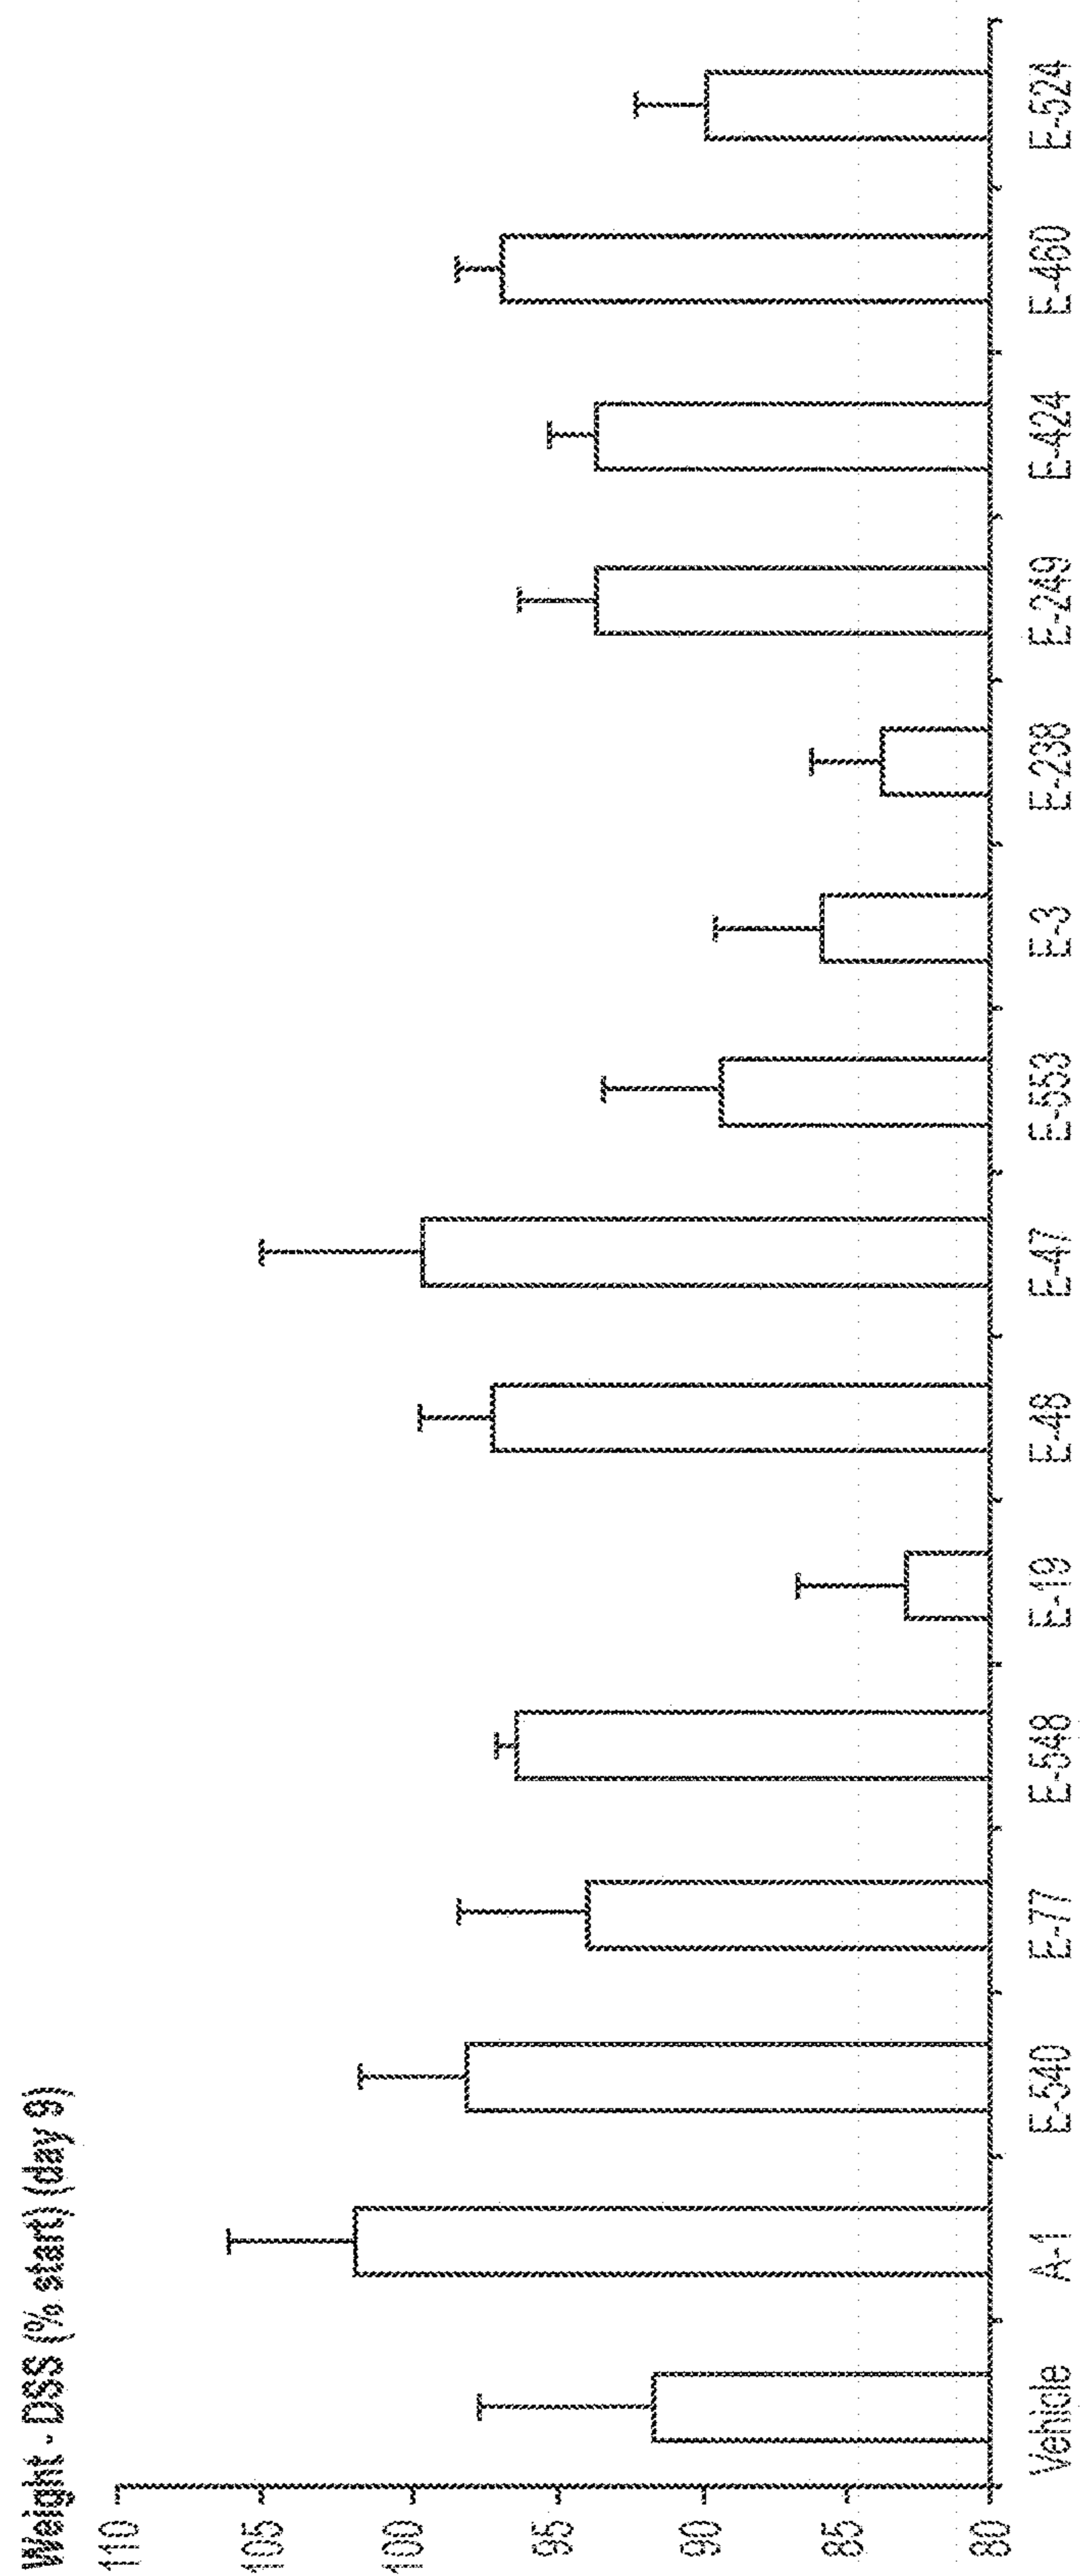 Weight - DSS (% start) (day 9)
110
105
100
95
90
85
80
Vehicle
A-1
E-540
E-77
E-548
E-19
E-48
E-47
E-553
E-3
E-238
E-249
E-424
E-460
E-524